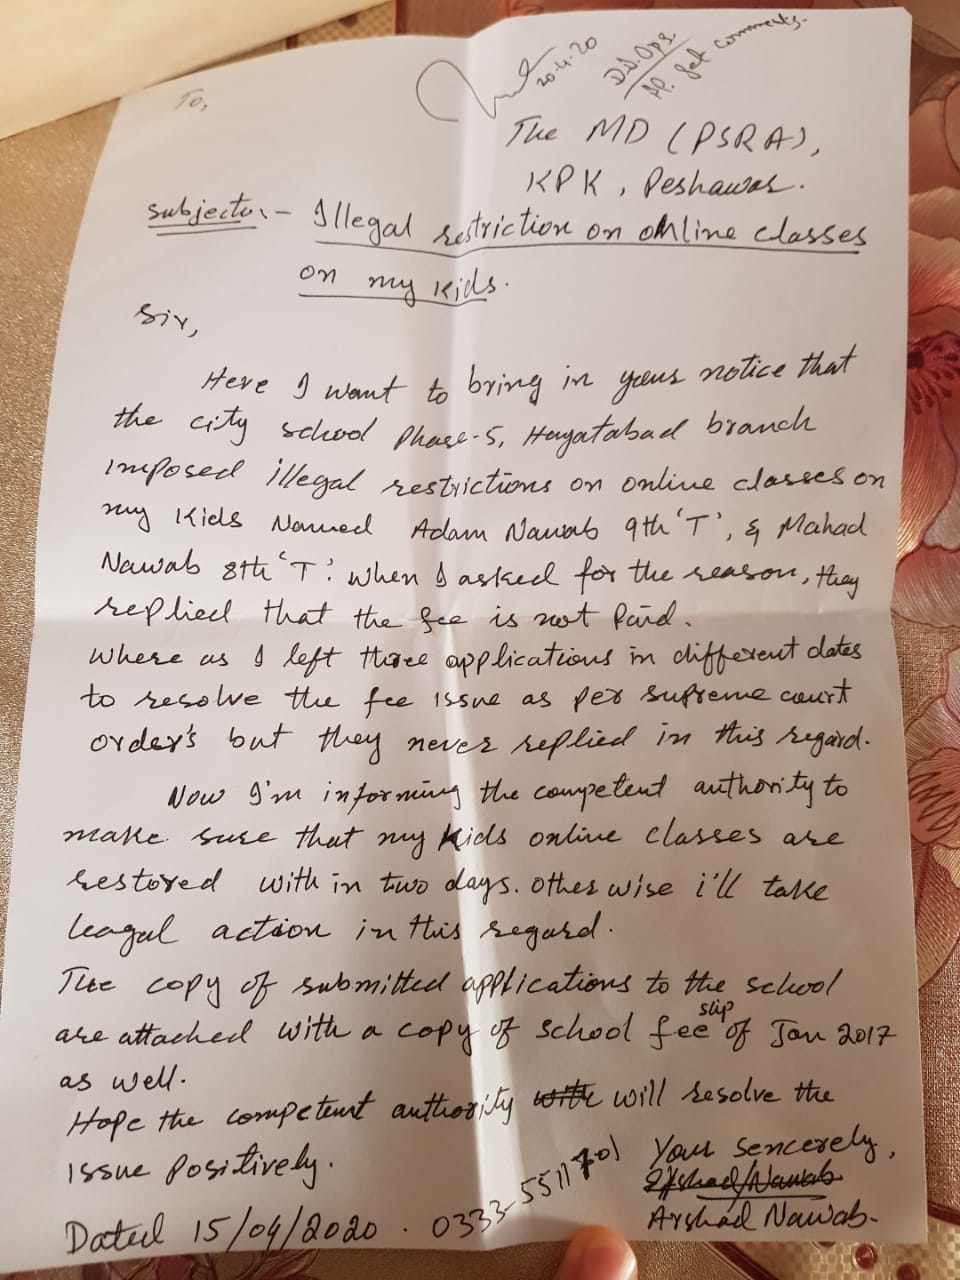 20.4.20
To,
The MD (PSRA),
KPK, Peshawar.
Subject:- Illegal restriction on online classes
on my kids.
Sir,
Here I want to bring in your notice that
the city school Phase-5, Hayatabad branch
imposed illegal restrictions on online classes on
my Kids Named Adam Nawab 9th 'T', & Mahad
Nawab 8th 'T'. when I asked for the reason, they
replied that the fee is not Paid.
Where as I left three applications in different dates
to resolve the fee issue as per supreme court
order's but they never replied in this regard.
Now I'm informing the competent authority to
make sure that my kids online classes are
restored with in two days. other wise i'll take
leagal action in this regard.
The copy of submitted applications to the school
are attached with a copy of school fee slip of Jan 2017
as well.
Hope the competent authority will resolve the
issue positively.
Your sencerely,
Arshad Nawab.
Dated 15/04/2020. 0333-5511701